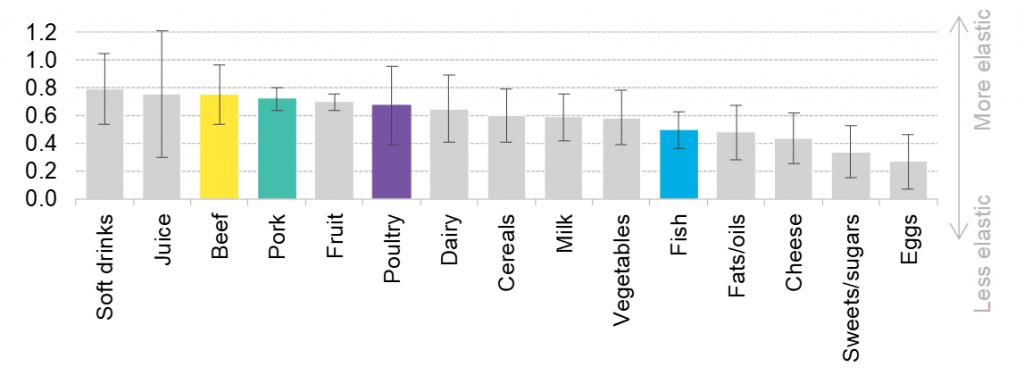 1.2
1.0
0.8
0.6
0.4
0.2
0.0
Soft drinks
Juice
Beef
Pork
Fruit
Poultry
Dairy
Cereals
Milk
Vegetables
Fish
Fats/oils
Cheese
Sweets/sugars
Eggs
More elastic
Less elastic